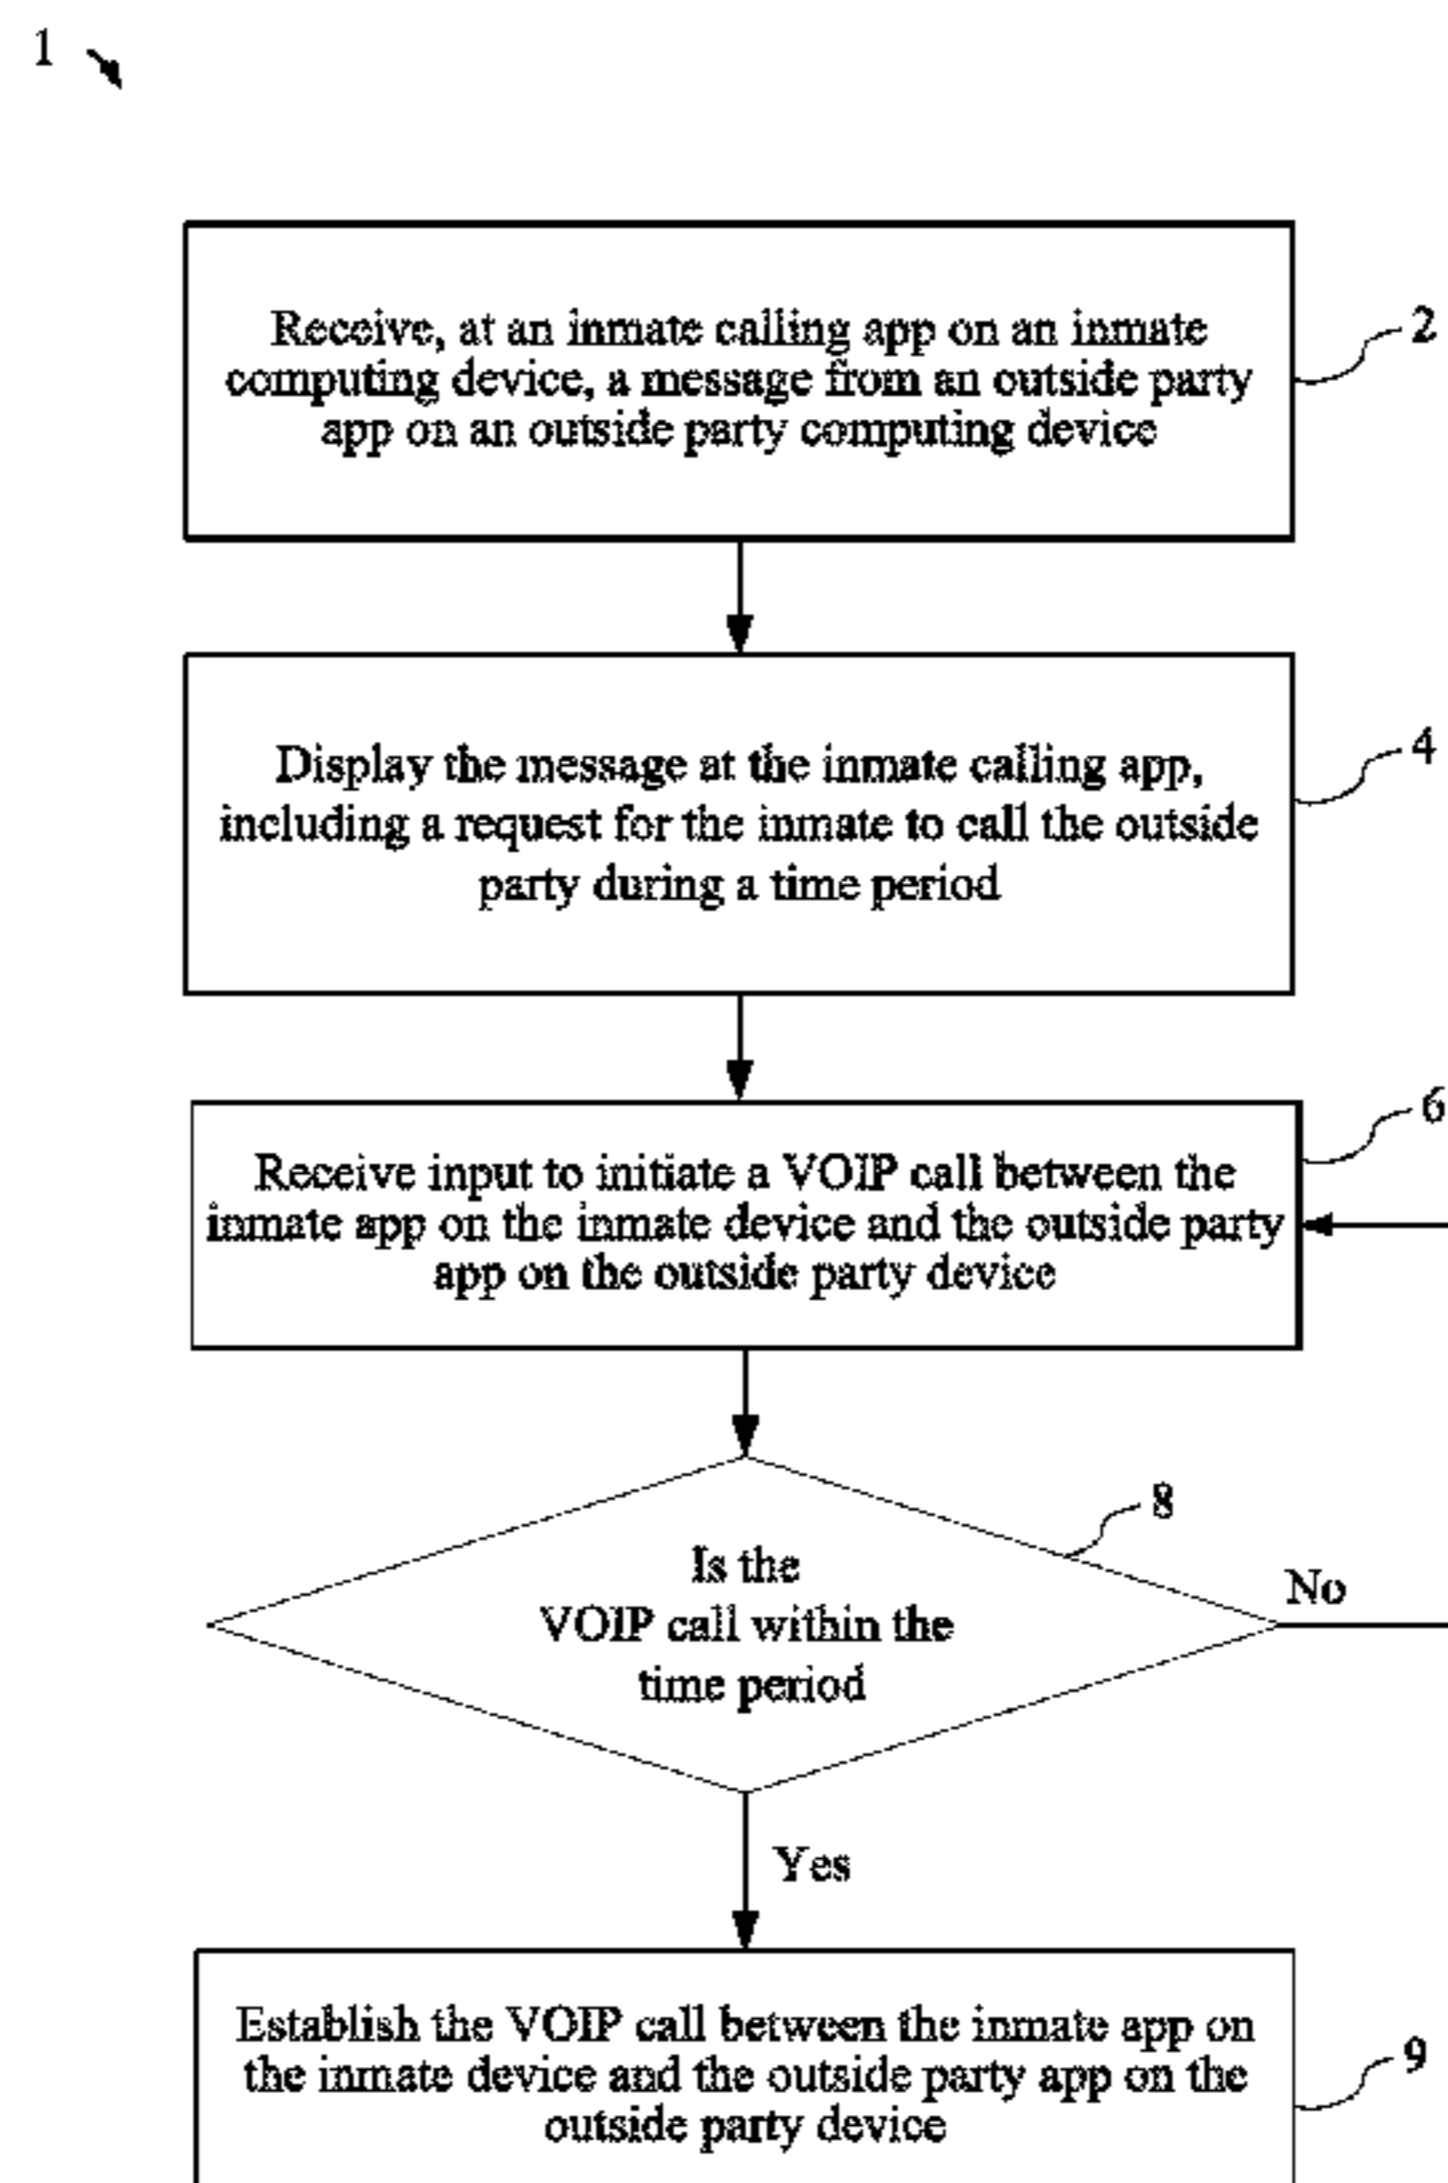 1
Receive, at an inmate calling app on an inmate
computing device, a message from an outside party
app on an outside party computing device
2
Display the message at the inmate calling app,
including a request for the inmate to call the outside
party during a time period
4
Receive input to initiate a VOIP call between the
inmate app on the inmate device and the outside party
app on the outside party device
6
Is the
VOIP call within the
time period
8
No
Yes
Establish the VOIP call between the inmate app on
the inmate device and the outside party app on the
outside party device
9